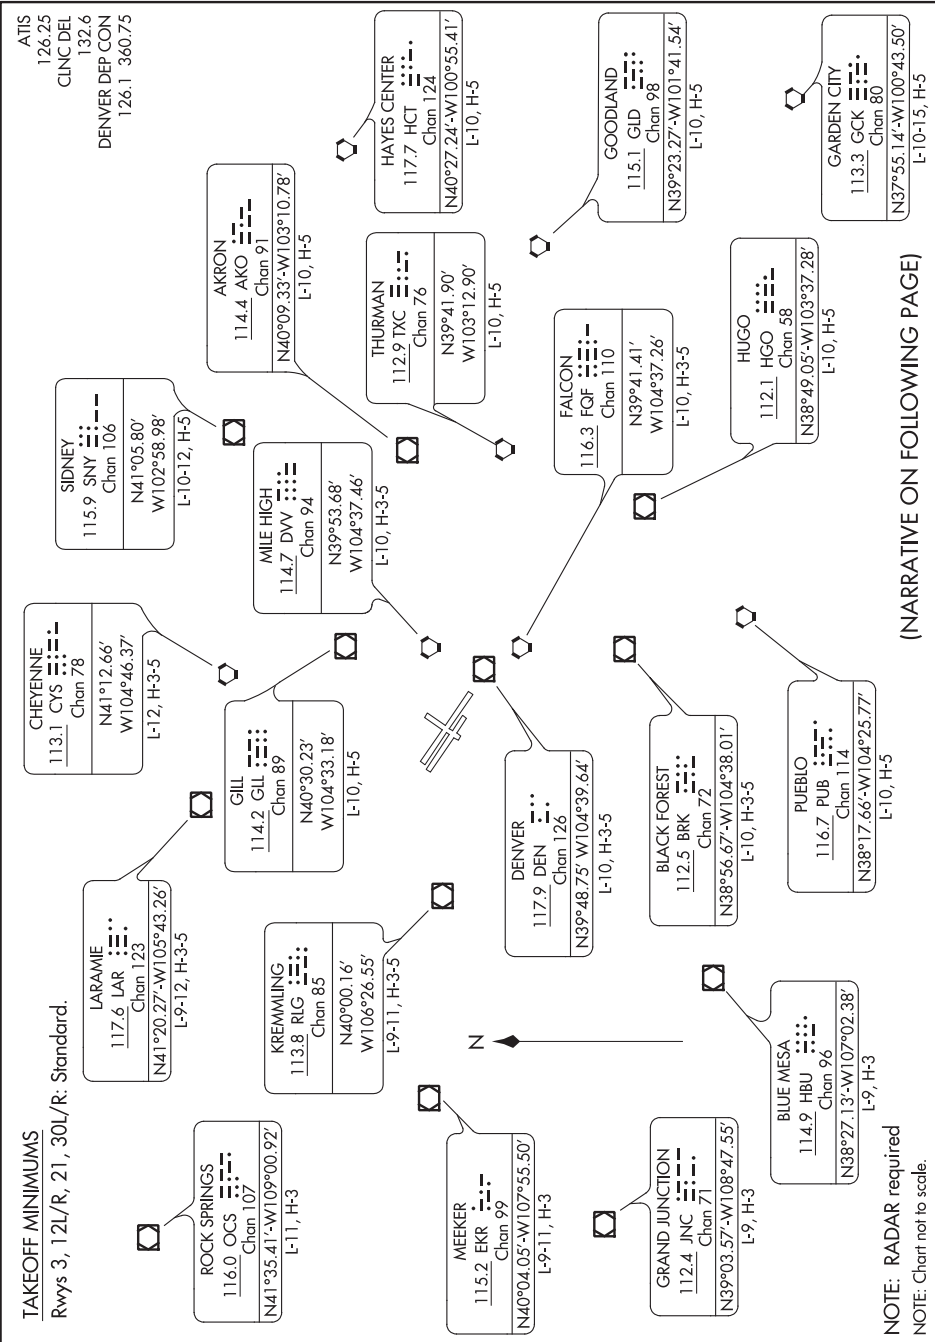 TAKEOFF MINIMUMS
Rwys 3, 12L/R, 21, 30L/R: Standard.
ATIS
126.25
CLNC DEL
132.6
DENVER DEP CON
126.1 360.75
ROCK SPRINGS
116.0 OCS
Chan 107
N41°35.41'-W109°00.92'
L-11, H-3
LARAMIE
117.6 LAR
Chan 123
N41°20.27'-W105°43.26'
L-9-12, H-3-5
CHEYENNE
113.1 CYS
Chan 78
N41°12.66'
W104°46.37'
L-12, H-3-5
SIDNEY
115.9 SNY
Chan 106
N41°05.80'
W102°58.98'
L-10-12, H-5
AKRON
114.4 AKO
Chan 91
N40°09.33'-W103°10.78'
L-10, H-5
HAYES CENTER
117.7 HCT
Chan 124
N40°27.24'-W100°55.41'
L-10, H-5
GILL
114.2 GLL
Chan 89
N40°30.23'
W104°33.18'
L-10, H-5
MILE HIGH
114.7 DVV
Chan 94
N39°53.68'
W104°37.46'
L-10, H-3-5
THURMAN
112.9 TXC
Chan 76
N39°41.90'
W103°12.90'
L-10, H-5
KREMMLING
113.8 RLG
Chan 85
N40°00.16'
W106°26.55'
L-9-11, H-3-5
MEEKER
115.2 EKR
Chan 99
N40°04.05'-W107°55.50'
L-9-11, H-3
N
DENVER
117.9 DEN
Chan 126
N39°48.75' W104°39.64'
L-10, H-3-5
FALCON
116.3 FQF
Chan 110
N39°41.41'
W104°37.26'
L-10, H-3-5
GOODLAND
115.1 GLD
Chan 98
N39°23.27'-W101°41.54'
L-10, H-5
GRAND JUNCTION
112.4 JNC
Chan 71
N39°03.57'-W108°47.55'
L-9, H-3
BLACK FOREST
112.5 BRK
Chan 72
N38°56.67'-W104°38.01'
L-10, H-3-5
HUGO
112.1 HGO
Chan 58
N38°49.05'-W103°37.28'
L-10, H-5
BLUE MESA
114.9 HBU
Chan 96
N38°27.13'-W107°02.38'
L-9, H-3
PUEBLO
116.7 PUB
Chan 114
N38°17.66'-W104°25.77'
L-10, H-5
GARDEN CITY
113.3 GCK
Chan 80
N37°55.14'-W100°43.50'
L-10-15, H-5
NOTE: RADAR required
NOTE: Chart not to scale.
(NARRATIVE ON FOLLOWING PAGE)